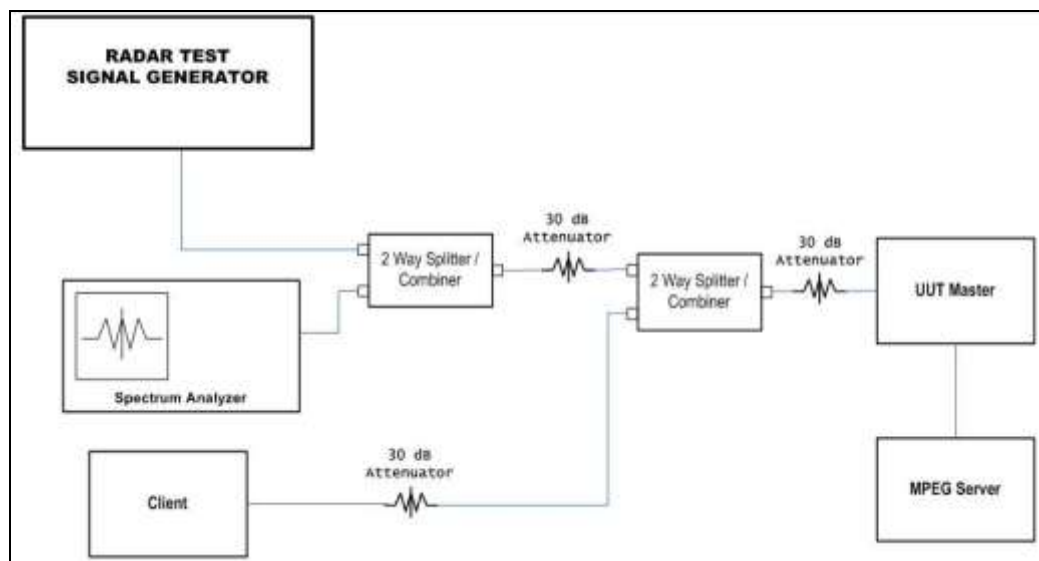 RADAR TEST
SIGNAL GENERATOR
30 dB
Attenuator
2 Way Splitter /
Combiner
30 dB
Attenuator
2 Way Splitter /
Combiner
UUT Master
Spectrum Analyzer
30 dB
Attenuator
Client
MPEG Server